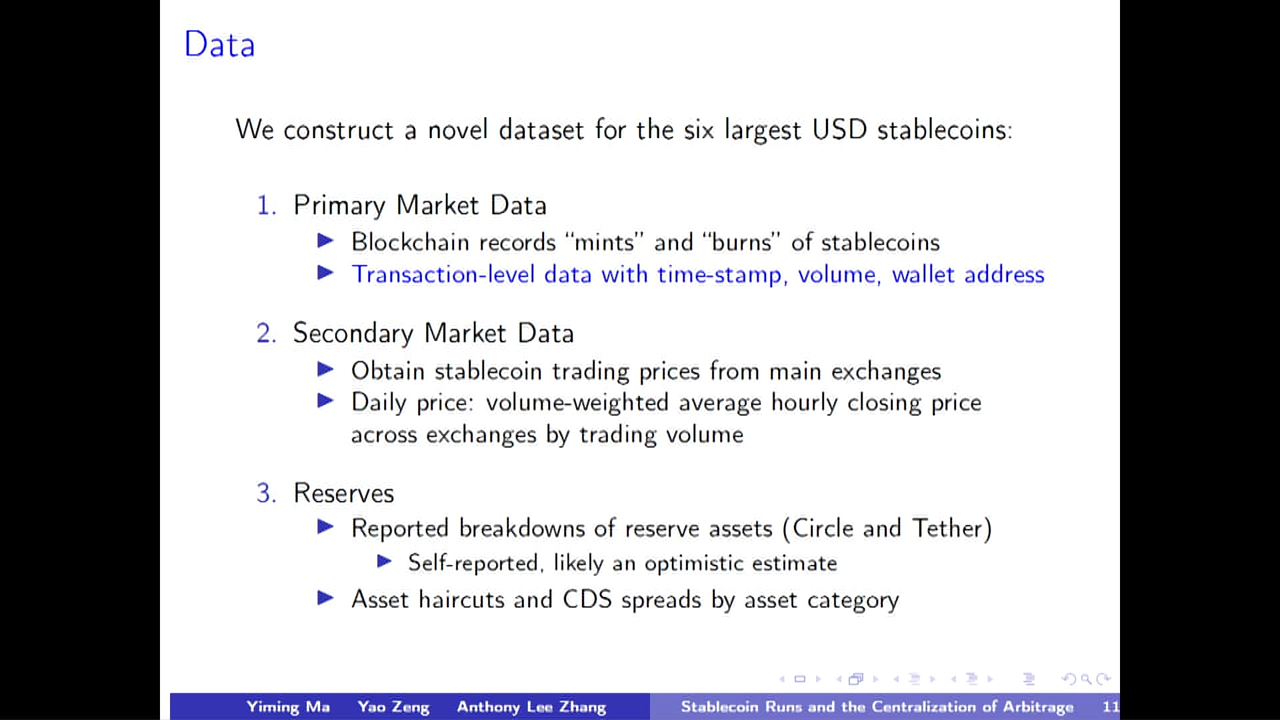 Data
We construct a novel dataset for the six largest USD stablecoins:
1. Primary Market Data
▶ Blockchain records “mints” and “burns” of stablecoins
▶ Transaction-level data with time-stamp, volume, wallet address
2. Secondary Market Data
▶ Obtain stablecoin trading prices from main exchanges
▶ Daily price: volume-weighted average hourly closing price
across exchanges by trading volume
3. Reserves
▶ Reported breakdowns of reserve assets (Circle and Tether)
▶ Self-reported, likely an optimistic estimate
▶ Asset haircuts and CDS spreads by asset category
Yiming Ma Yao Zeng Anthony Lee Zhang Stablecoin Runs and the Centralization of Arbitrage 11